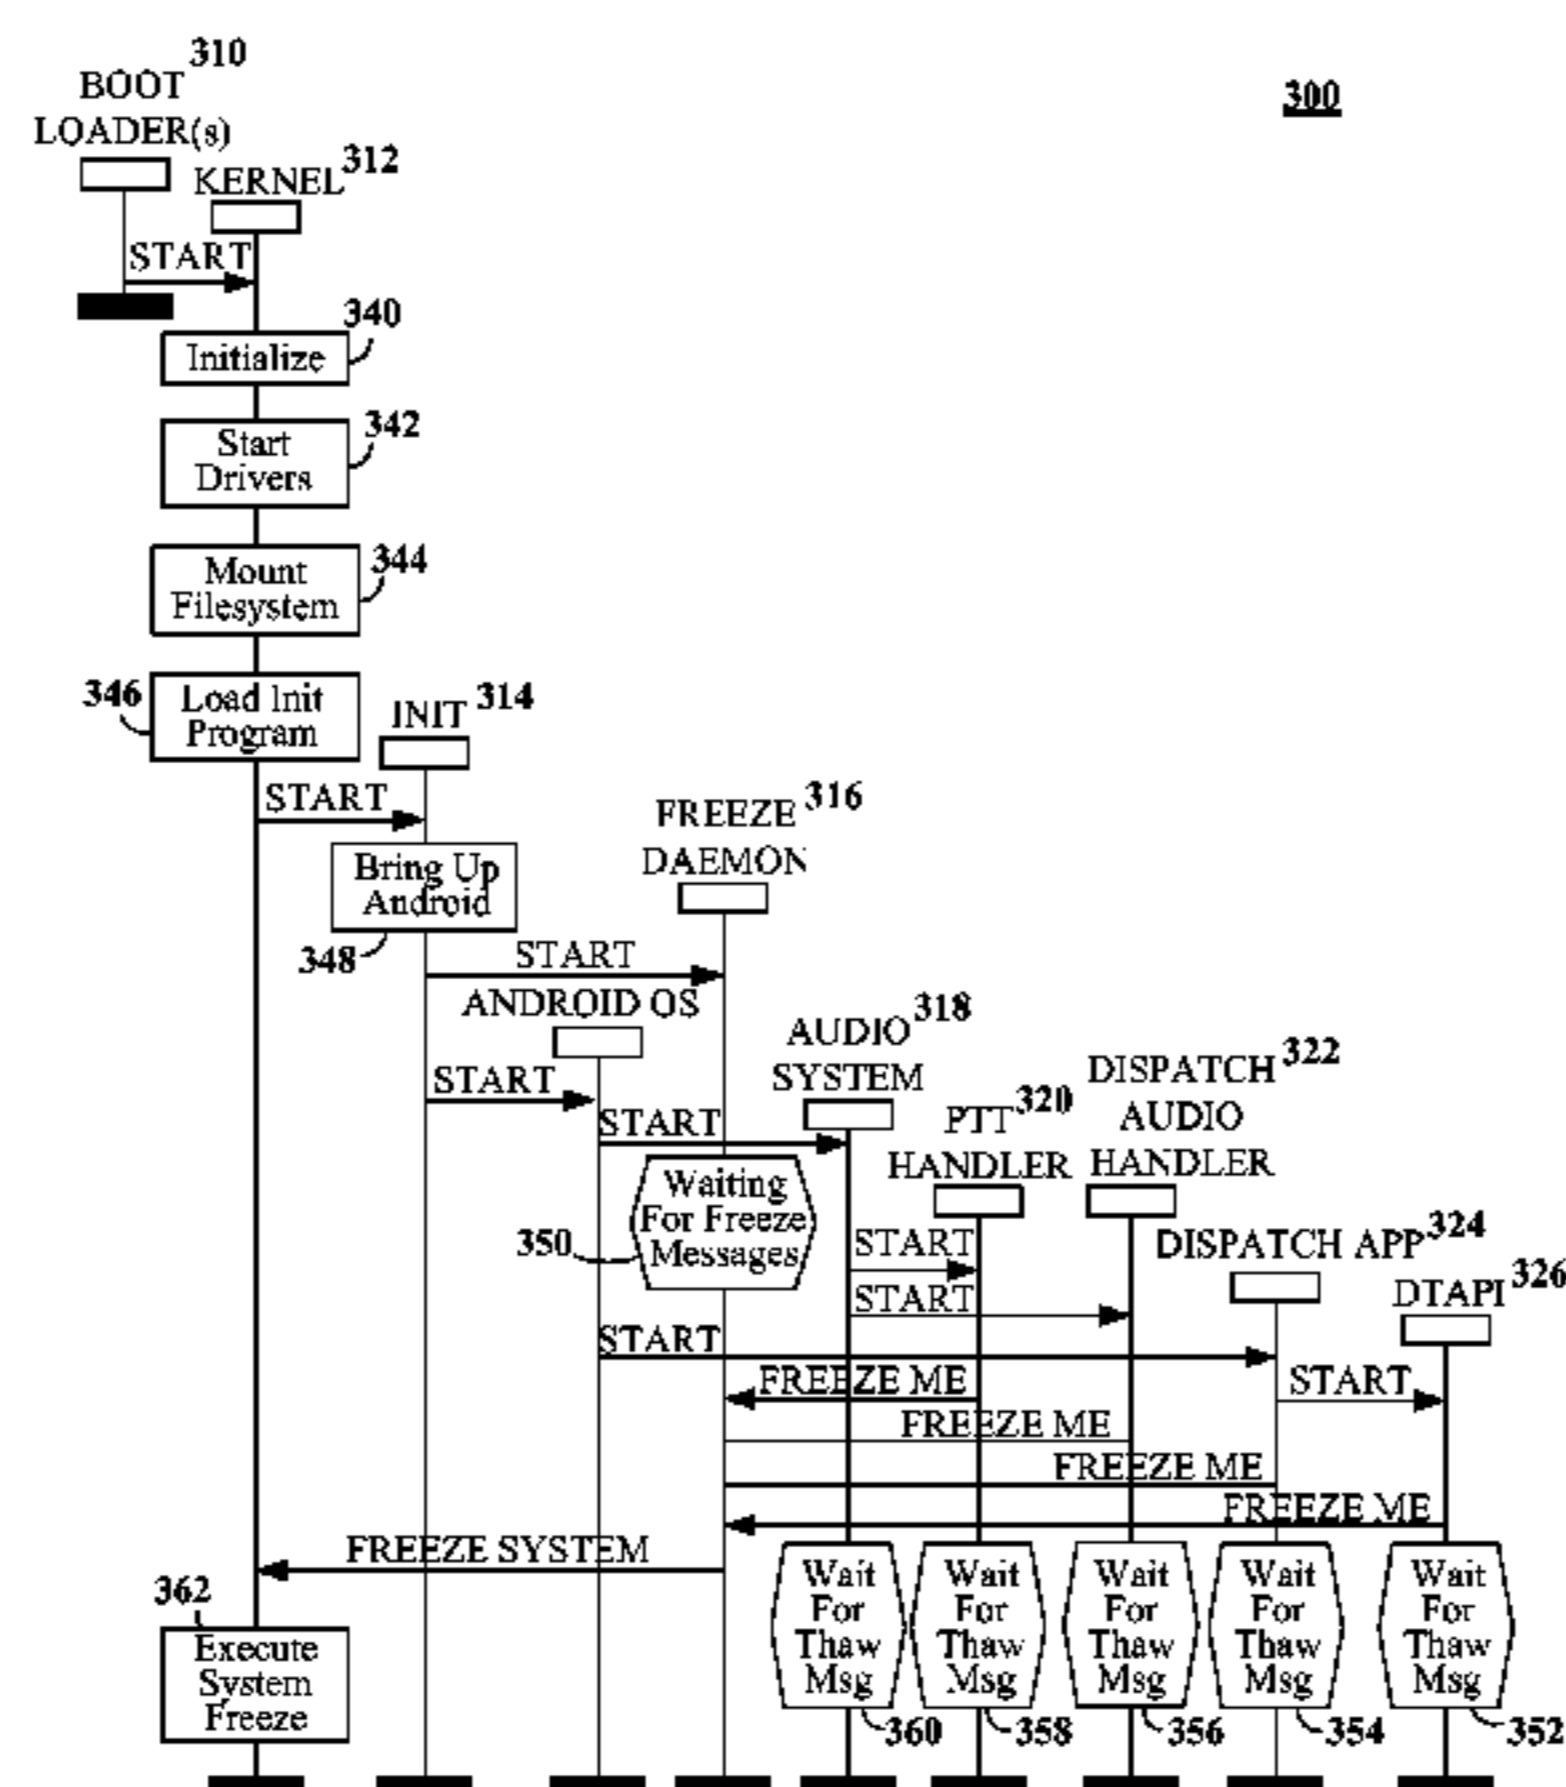 310
BOOT
LOADER(s)
300
312
KERNEL
START
340
Initialize
342
Start
Drivers
344
Mount
Filesystem
346
Load Init
Program
INIT 314
START
FREEZE 316
DAEMON
Bring Up
Android
348
START
ANDROID OS
AUDIO 318
SYSTEM
START
DISPATCH 322
AUDIO
HANDLER
PTT 320
HANDLER
START
Waiting
For Freeze
Messages
350
START
DISPATCH APP 324
DTAPI 326
START
START
FREEZE ME
START
FREEZE ME
FREEZE ME
FREEZE ME
FREEZE SYSTEM
362
Execute
System
Freeze
Wait
For
Thaw
Msg
360
Wait
For
Thaw
Msg
358
Wait
For
Thaw
Msg
356
Wait
For
Thaw
Msg
354
Wait
For
Thaw
Msg
352